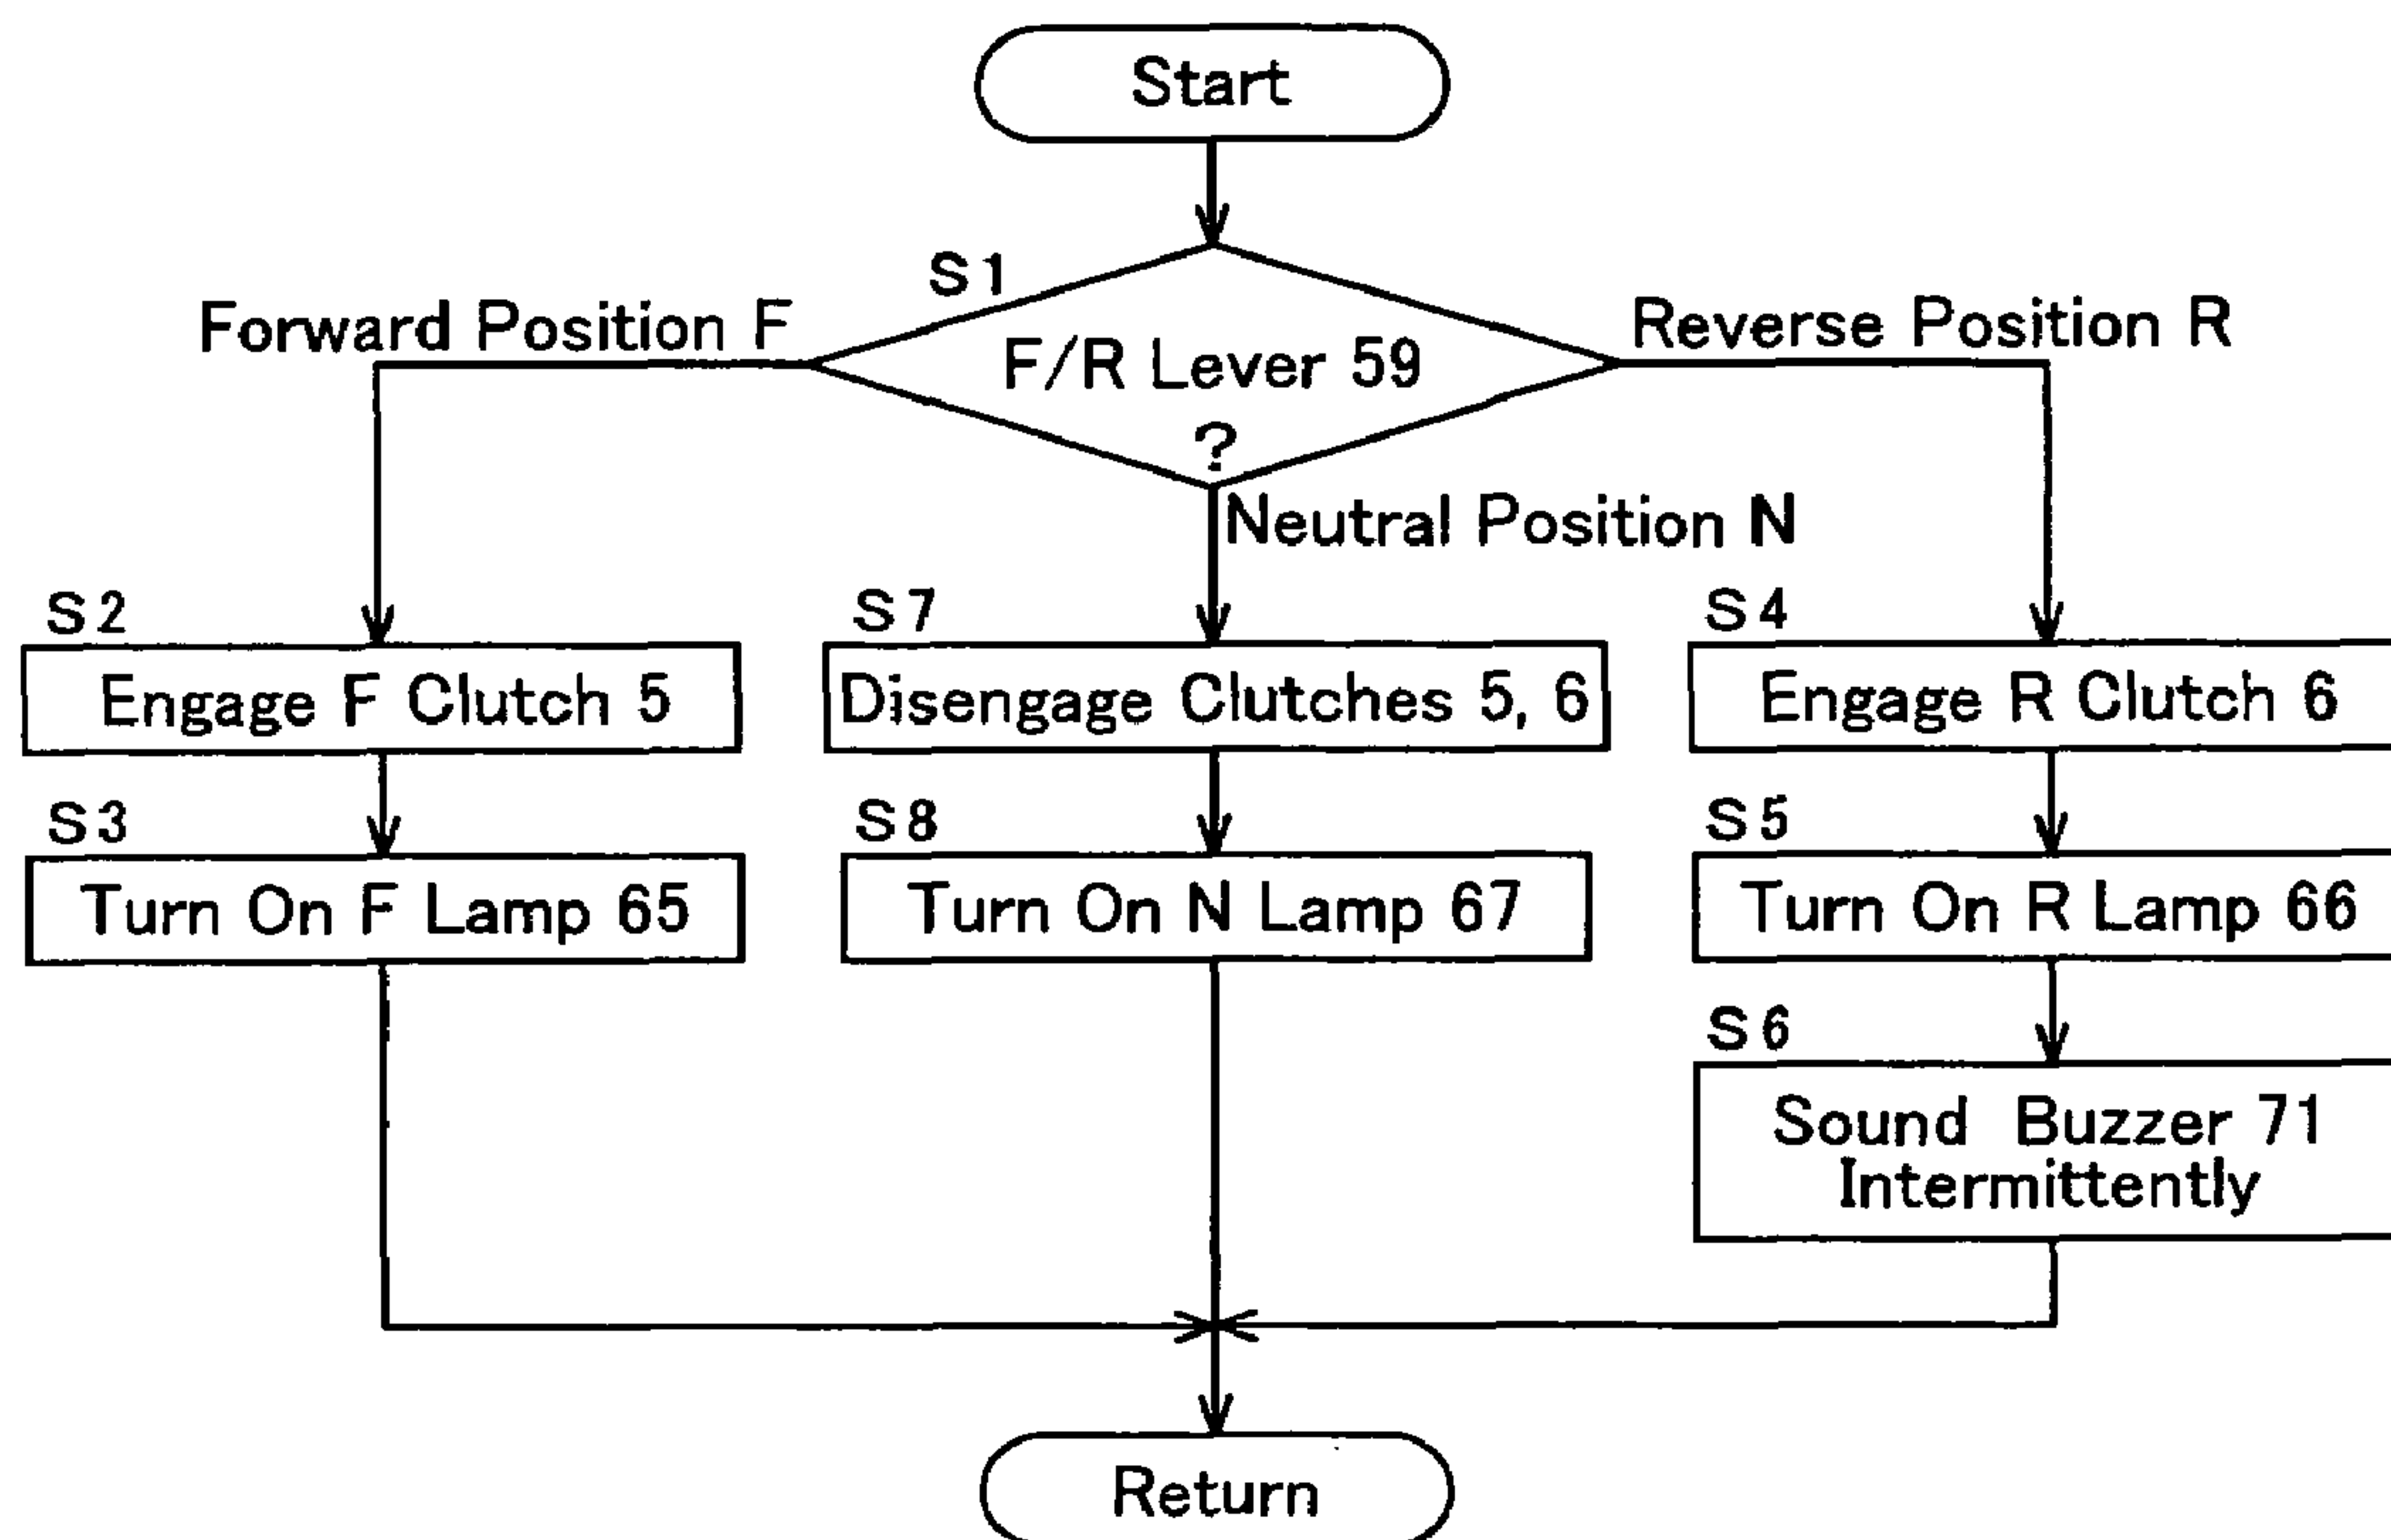 Start
S1
Forward Position F
F/R Lever 59
?
Reverse Position R
Neutral Position N
S2
Engage F Clutch 5
S7
Disengage Clutches 5, 6
S4
Engage R Clutch 6
S3
Turn On F Lamp 65
S8
Turn On N Lamp 67
S5
Turn On R Lamp 66
S6
Sound Buzzer 71
Intermittently
Return